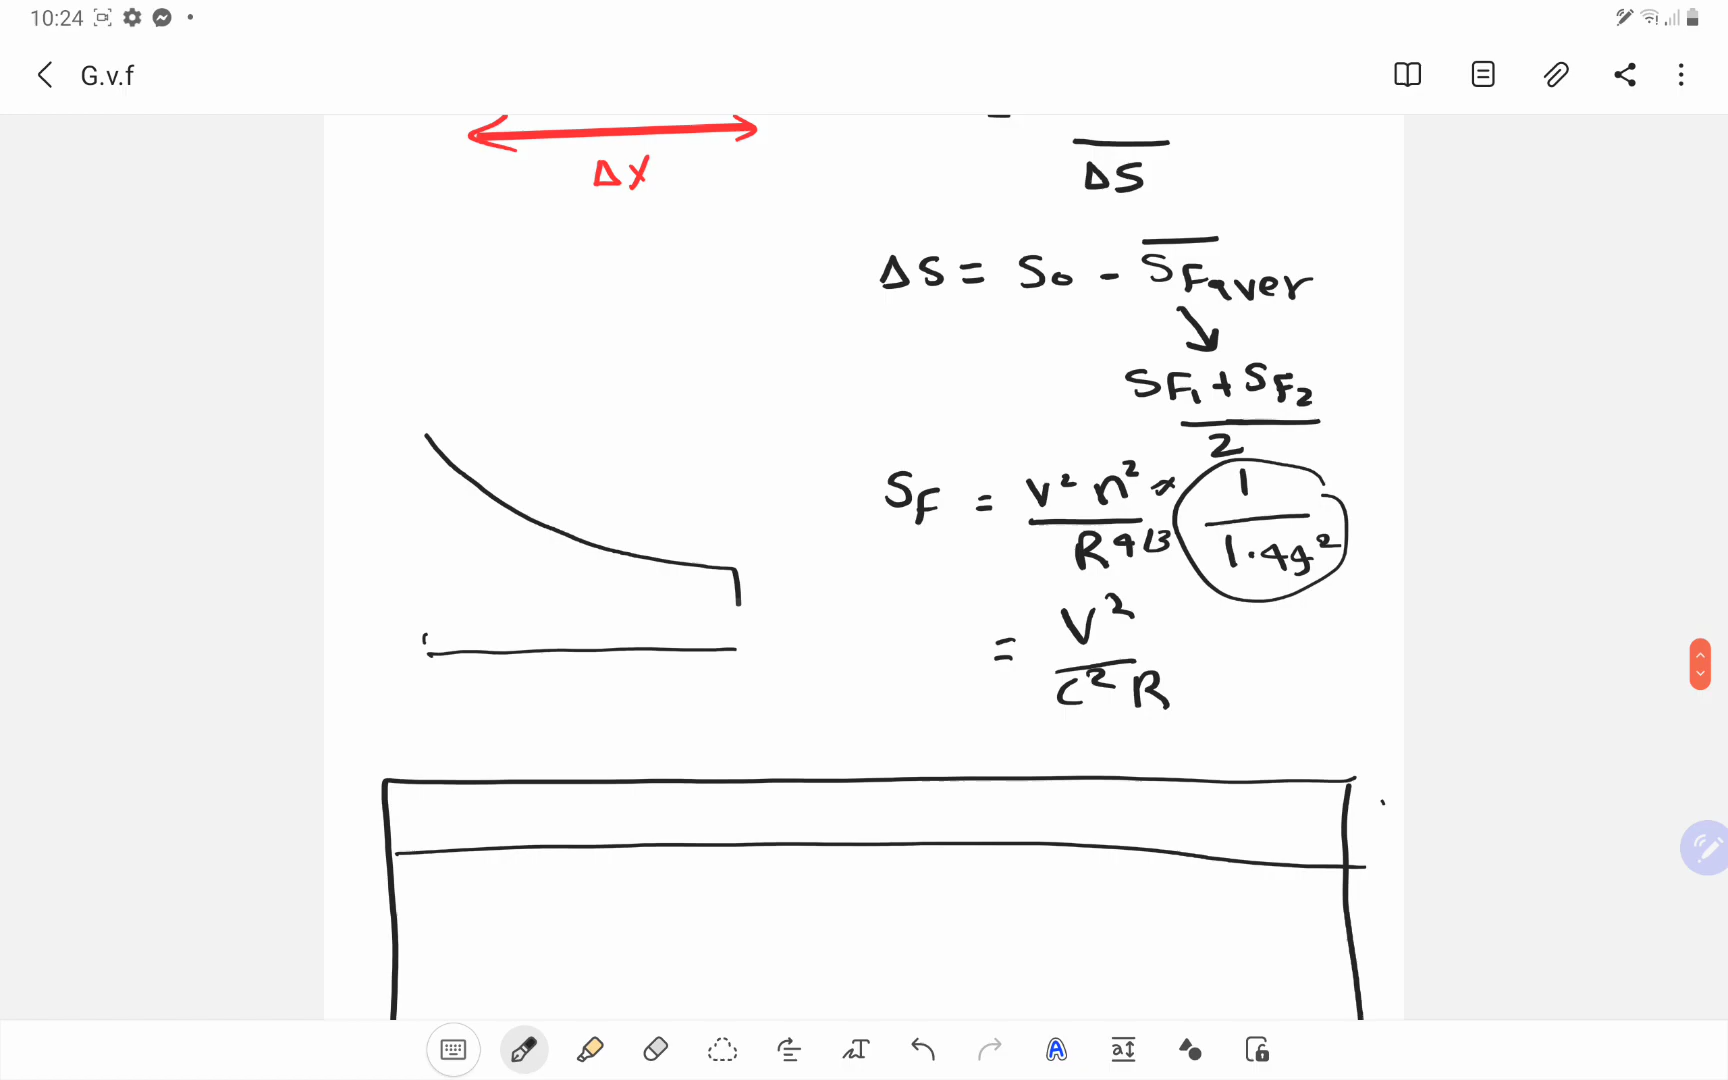 10:24
G.v.f
ΔX
=
ΔS
ΔS = So - SFaver
SF1 + SF2
2
SF = V² n² × 1
R4/3 1.49²
= V²
C² R